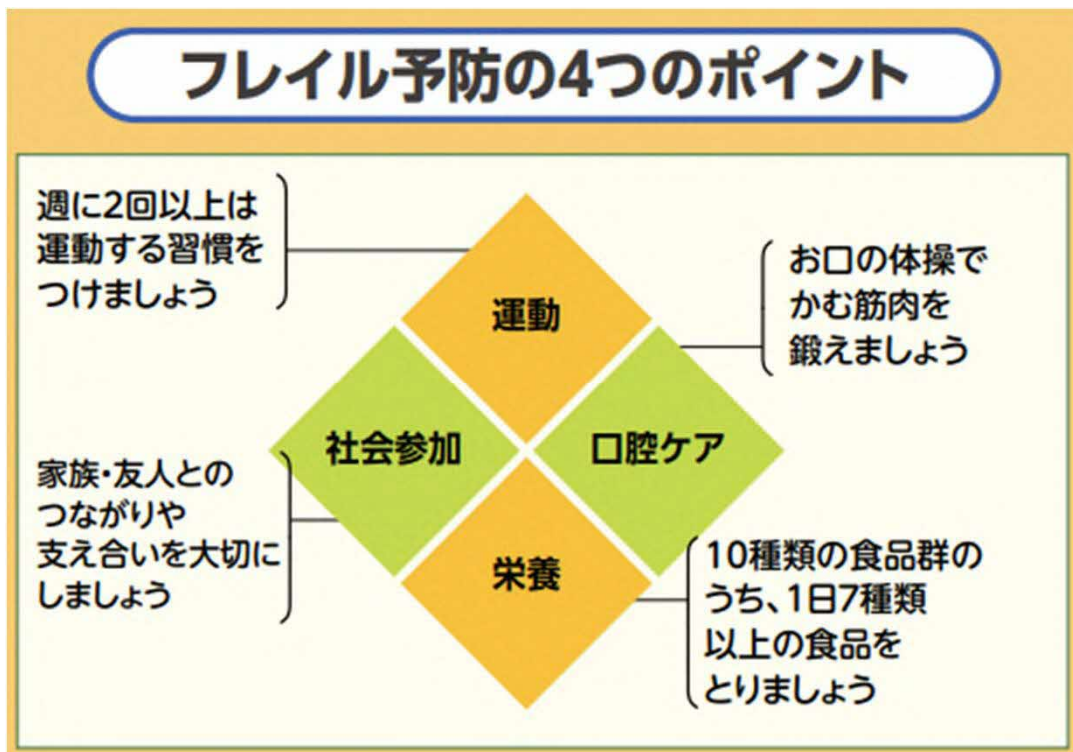 フレイル予防の4つのポイント
週に2回以上は
運動する習慣を
つけましょう
運動
お口の体操で
かむ筋肉を
鍛えましょう
社会参加
口腔ケア
家族・友人との
つながりや
支え合いを大切に
しましょう
栄養
10種類の食品群の
うち、1日7種類
以上の食品を
とりましょう